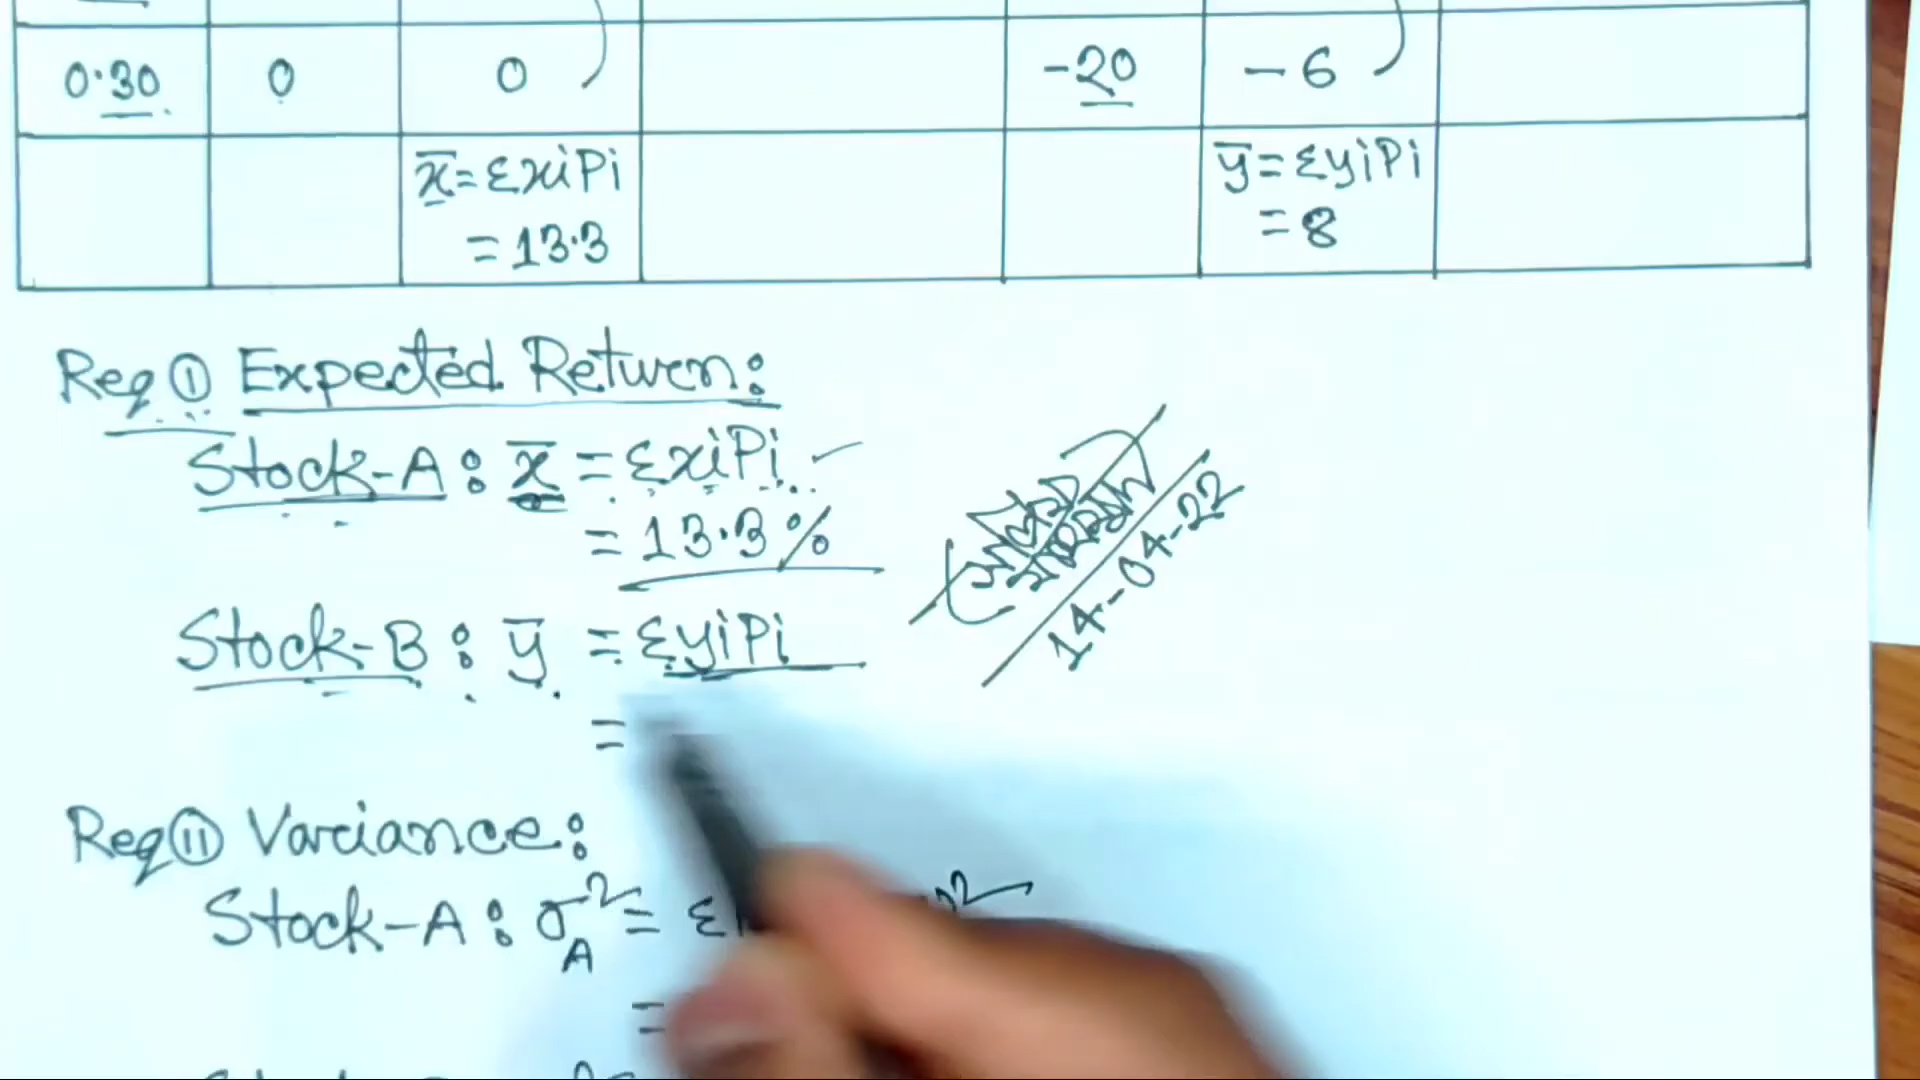 0.30 0 0 -20 -6
x̄ = Σxipi ȳ = Σyipi
= 13.3 = 8
Req ① Expected Return:
Stock-A : x̄ = Σxipi
= 13.3%
Stock-B : ȳ = Σyipi
=
14-04-22
Req ⑪ Variance:
Stock-A : σ²A = Σ
=